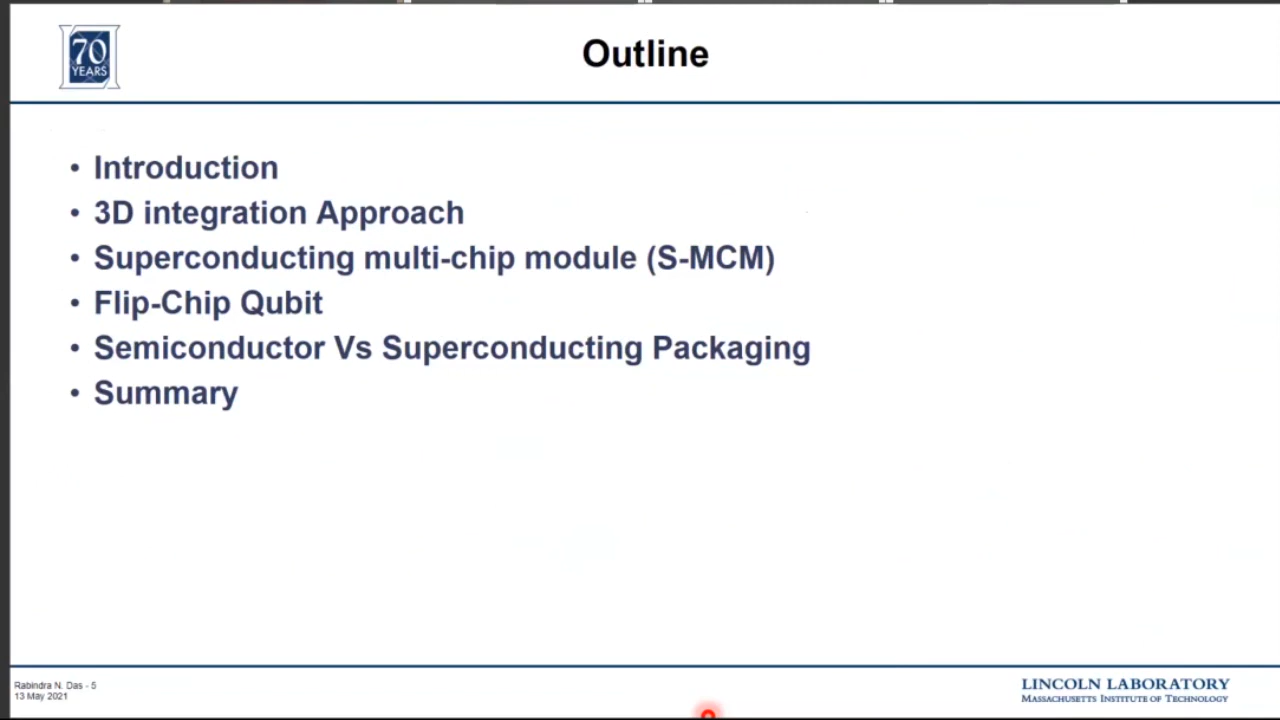 70
YEARS
Outline
• Introduction
• 3D integration Approach
• Superconducting multi-chip module (S-MCM)
• Flip-Chip Qubit
• Semiconductor Vs Superconducting Packaging
• Summary
Rabindra N. Das - 5
13 May 2021
LINCOLN LABORATORY
MASSACHUSETTS INSTITUTE OF TECHNOLOGY